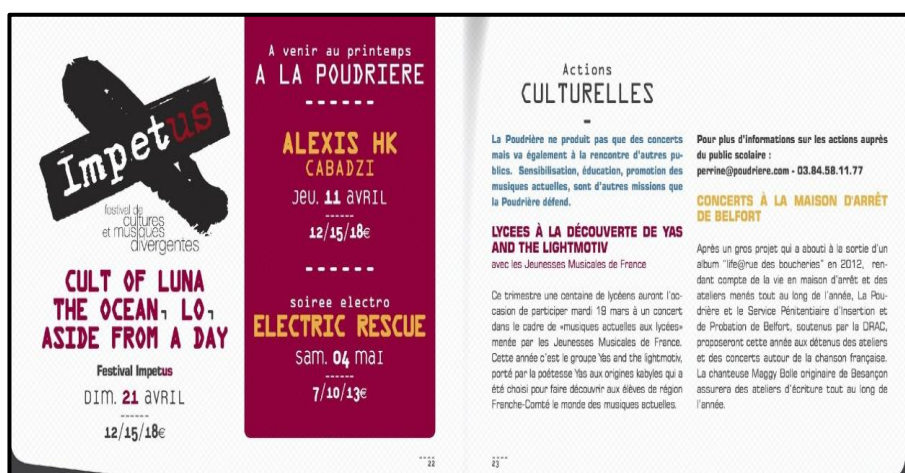 Impetus
festival de
cultures
et musiques
divergentes
CULT OF LUNA
THE OCEAN, LO,
ASIDE FROM A DAY
Festival Impetus
DIM. 21 AVRIL
12/15/18€
A venir au printemps
A LA POUDRIERE
ALEXIS HK
CABADZI
JEU. 11 AVRIL
12/15/18€
soiree electro
ELECTRIC RESCUE
SAM. 04 MAI
7/10/13€
22
Actions
CULTURELLES
La Poudrière ne produit pas que des concerts
mais va également à la rencontre d'autres pu-
blics. Sensibilisation, éducation, promotion des
musiques actuelles, sont d'autres missions que
la Poudrière défend.
LYCEES À LA DÉCOUVERTE DE YAS
AND THE LIGHTMOTIV
avec les Jeunesses Musicales de France
Ce trimestre une centaine de lycéens auront l'oc-
casion de participer mardi 19 mars à un concert
dans le cadre de «musiques actuelles aux lycées»
menée par les Jeunesses Musicales de France.
Cette année c'est le groupe Yas and the lightmotiv,
porté par la poétesse Yas aux origines kabyles qui a
été choisi pour faire découvrir aux élèves de région
Franche-Comté le monde des musiques actuelles.
Pour plus d'informations sur les actions auprès
du public scolaire :
perrine@poudriere.com - 03.84.58.11.77
CONCERTS À LA MAISON D'ARRÊT
DE BELFORT
Après un gros projet qui a abouti à la sortie d'un
album "life@rue des boucheries" en 2012, ren-
dant compte de la vie en maison d'arrêt et des
ateliers menés tout au long de l'année, La Pou-
drière et le Service Pénitentiaire d'Insertion et
de Probation de Belfort, soutenus par la DRAC,
proposeront cette année aux détenus des ateliers
et des concerts autour de la chanson française.
La chanteuse Maggy Bolle originaire de Besançon
assurera des ateliers d'écriture tout au long de
l'année.
23